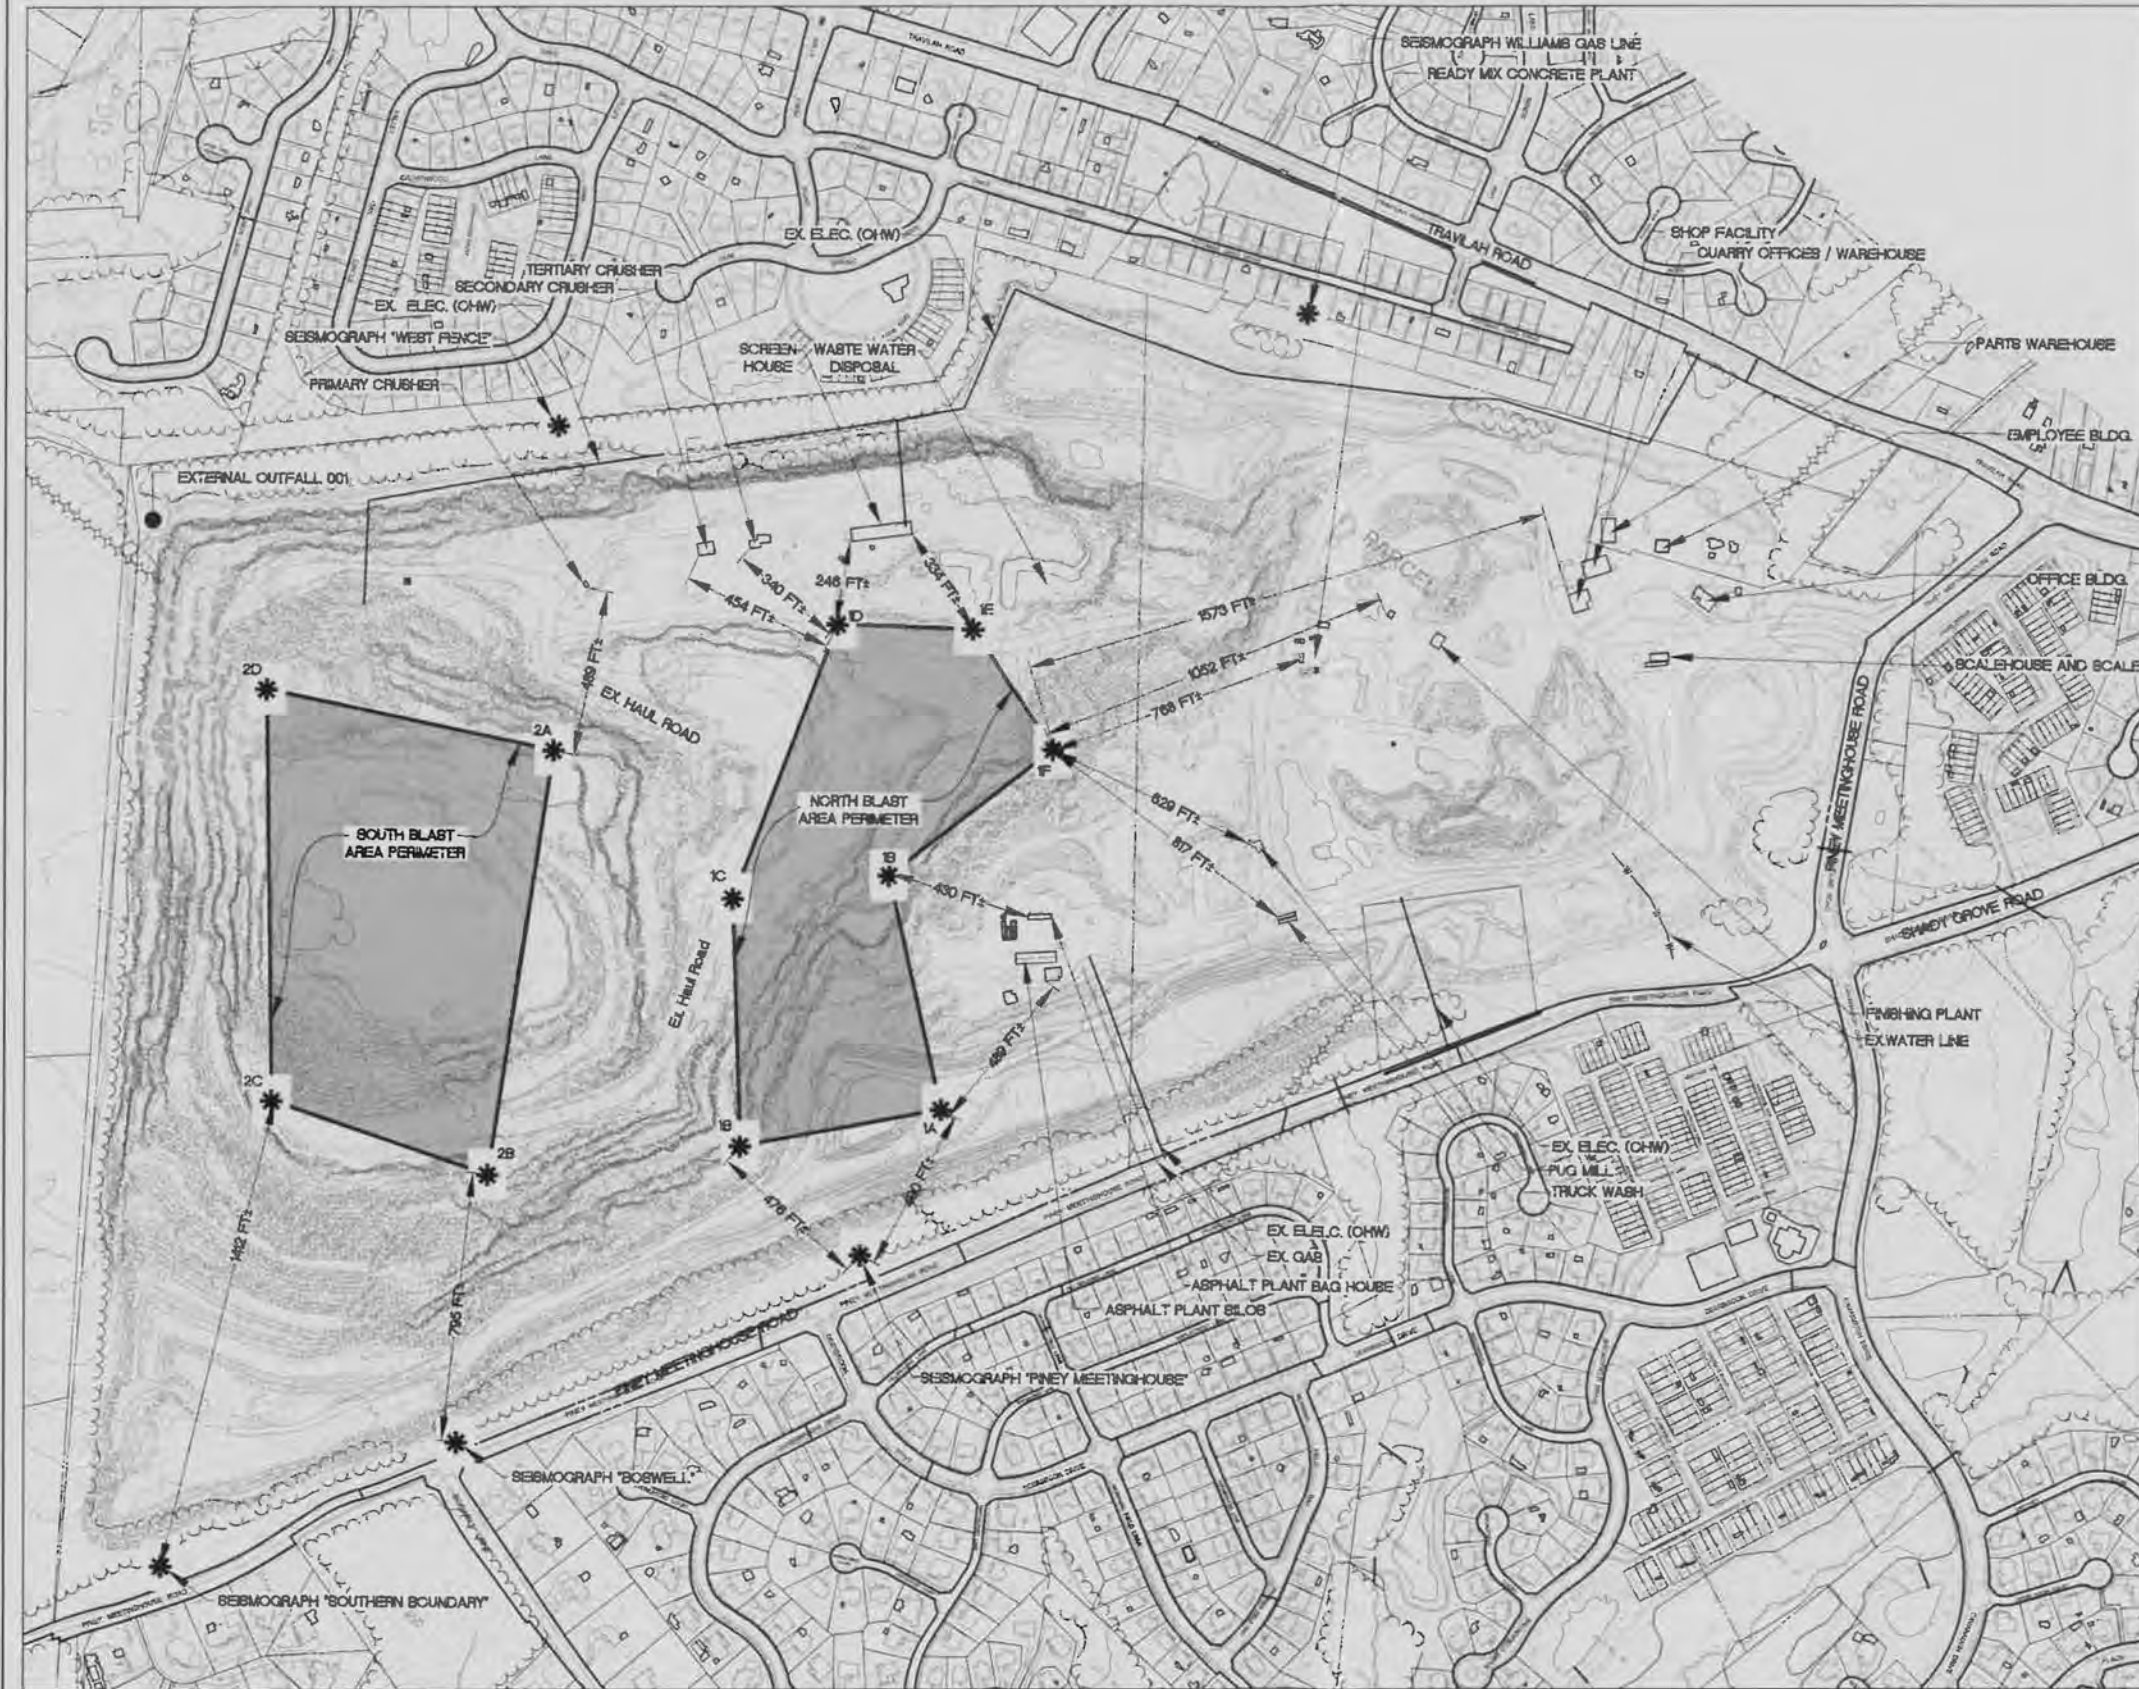 TRAVILAH ROAD
SEISMOGRAPH WILLIAMS GAS LINE
READY MIX CONCRETE PLANT
SHOP FACILITY
QUARRY OFFICES / WAREHOUSE
TRAVILAH ROAD
EX. ELEC. (OHW)
TERTIARY CRUSHER
SECONDARY CRUSHER
EX. ELEC. (OHW)
SEISMOGRAPH "WEST FENCE"
PRIMARY CRUSHER
SCREEN
HOUSE
WASTE WATER
DISPOSAL
PARTS WAREHOUSE
EMPLOYEE BLDG.
EXTERNAL OUTFALL 001
PARCEL
OFFICE BLDG.
SCALEHOUSE AND SCALE
246 FT±
334 FT±
340 FT±
454 FT±
489 FT±
1573 FT±
1052 FT±
768 FT±
1D
1E
EX. HAUL ROAD
2D
2A
1F
SOUTH BLAST
AREA PERIMETER
NORTH BLAST
AREA PERIMETER
629 FT±
817 FT±
1B
430 FT±
1C
Ex. Haul Road
PINEY MEETINGHOUSE ROAD
SHADY GROVE ROAD
FINISHING PLANT
EX.WATER LINE
489 FT±
2C
1A
1B
2B
476 FT±
1412 FT±
795 FT±
EX. ELEC. (OHW)
PUG MILL
TRUCK WASH
EX. ELELC. (OHW)
EX. GAS
ASPHALT PLANT BAG HOUSE
ASPHALT PLANT SILOS
PINEY MEETINGHOUSE ROAD
SEISMOGRAPH "PINEY MEETINGHOUSE"
SEISMOGRAPH "BOSWELL"
SEISMOGRAPH "SOUTHERN BOUNDARY"
PINEY MEETINGHOUSE ROAD